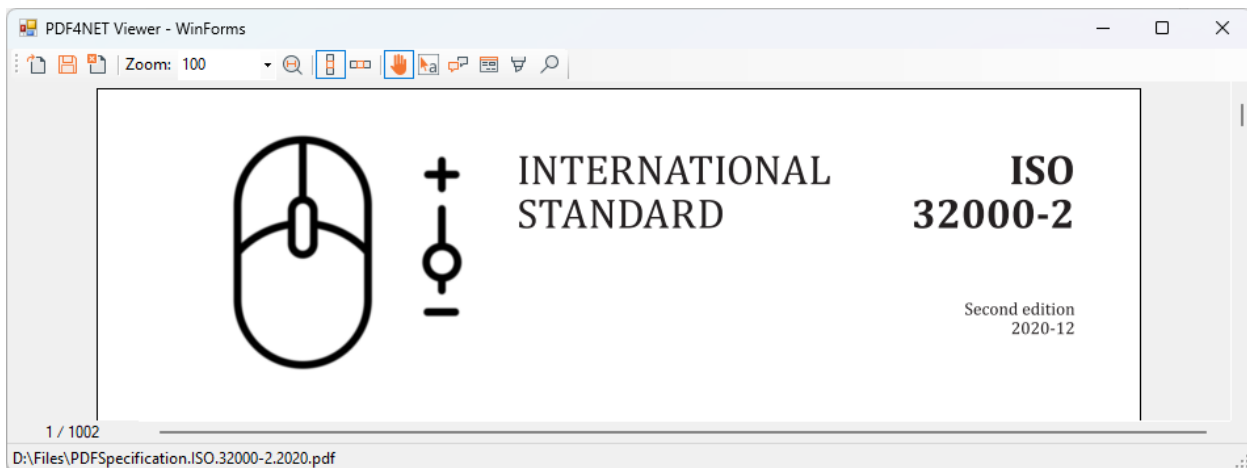 PDF4NET Viewer - WinForms
Zoom: 100
a
INTERNATIONAL
STANDARD
ISO
32000-2
Second edition
2020-12
1 / 1002
D:\Files\PDFSpecification.ISO.32000-2.2020.pdf